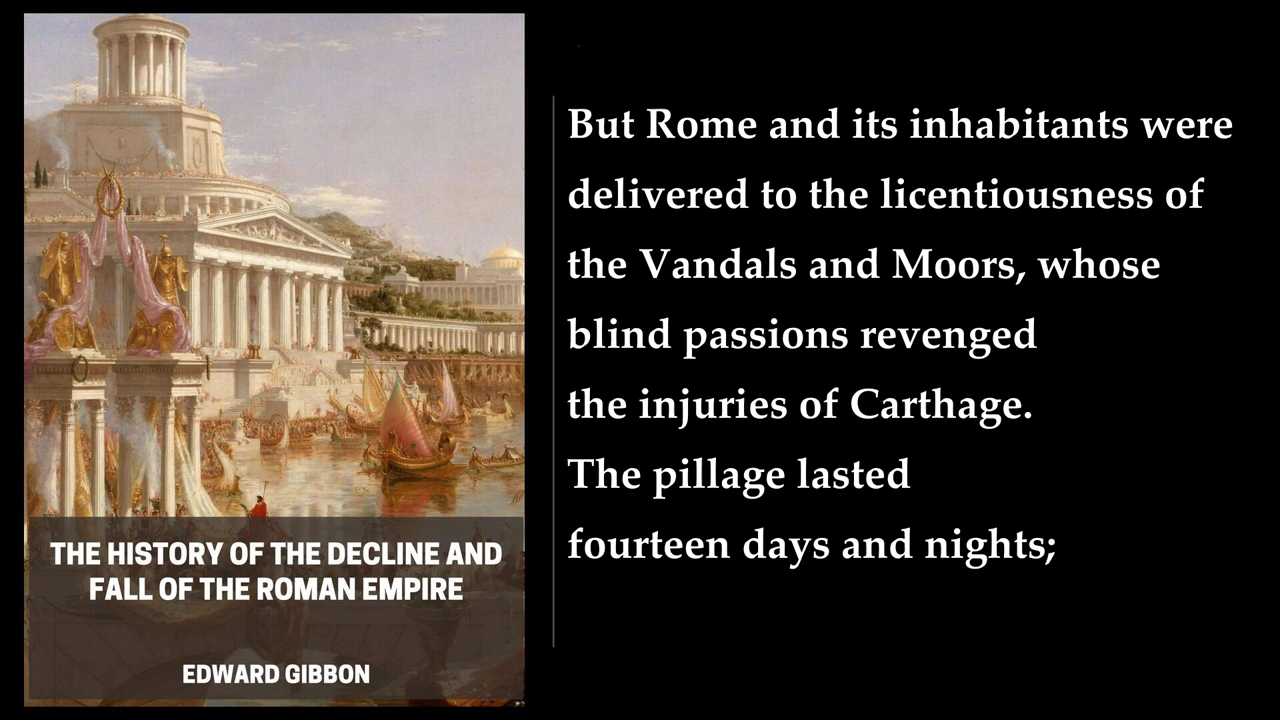 THE HISTORY OF THE DECLINE AND
FALL OF THE ROMAN EMPIRE
EDWARD GIBBON
But Rome and its inhabitants were
delivered to the licentiousness of
the Vandals and Moors, whose
blind passions revenged
the injuries of Carthage.
The pillage lasted
fourteen days and nights;